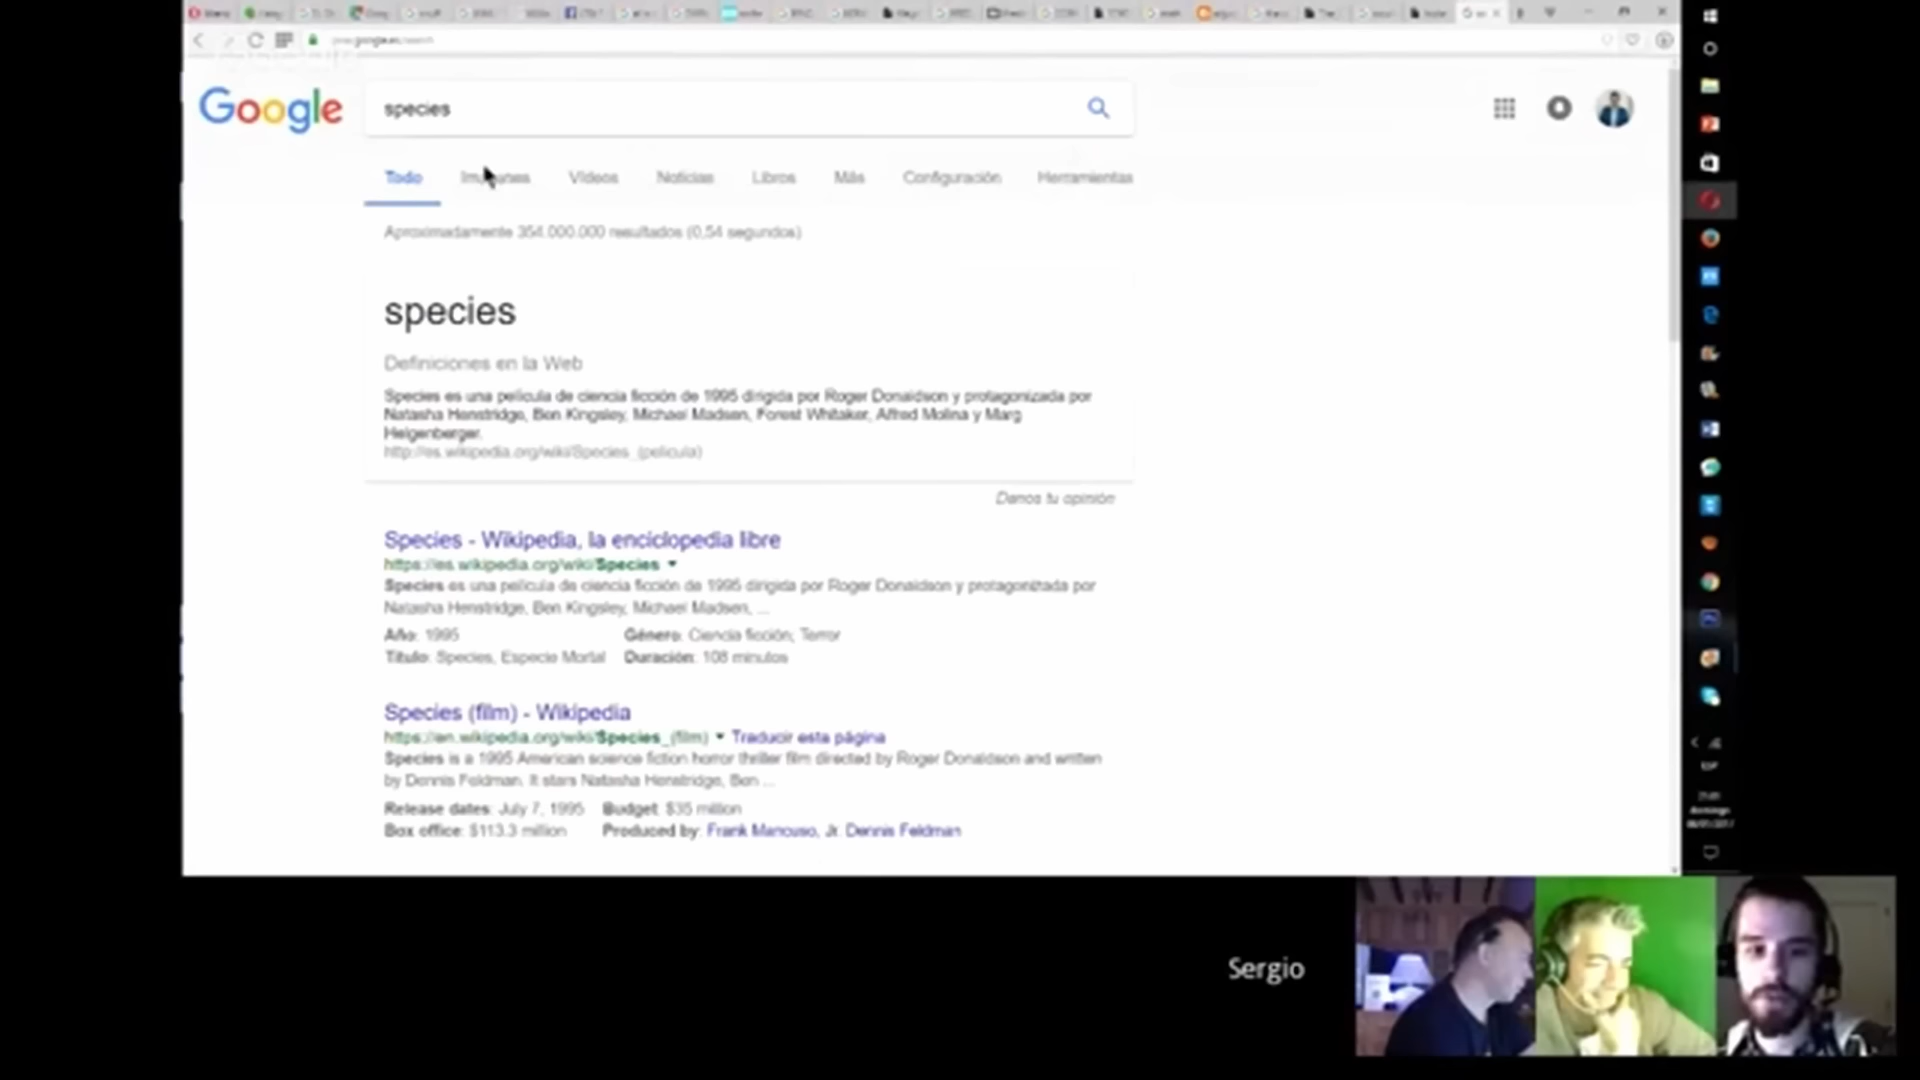 Google
species
Todo Imágenes Vídeos Noticias Libros Más Configuración Herramientas
Aproximadamente 354.000.000 resultados (0,54 segundos)
species
Definiciones en la Web
Species es una película de ciencia ficción de 1995 dirigida por Roger Donaldson y protagonizada por
Natasha Henstridge, Ben Kingsley, Michael Madsen, Forest Whitaker, Alfred Molina y Marg
Helgenberger.
http://es.wikipedia.org/wiki/Species_(película)
Danos tu opinión
Species - Wikipedia, la enciclopedia libre
https://es.wikipedia.org/wiki/Species
Species es una película de ciencia ficción de 1995 dirigida por Roger Donaldson y protagonizada por
Natasha Henstridge, Ben Kingsley, Michael Madsen, ...
Año: 1995 Género: Ciencia ficción; Terror
Título: Species, Especie Mortal Duración: 108 minutos
Species (film) - Wikipedia
https://en.wikipedia.org/wiki/Species_(film) Traducir esta página
Species is a 1995 American science fiction horror thriller film directed by Roger Donaldson and written
by Dennis Feldman. It stars Natasha Henstridge, Ben ...
Release dates: July 7, 1995 Budget: $35 million
Box office: $113.3 million Produced by: Frank Mancuso, Jr. Dennis Feldman
Sergio